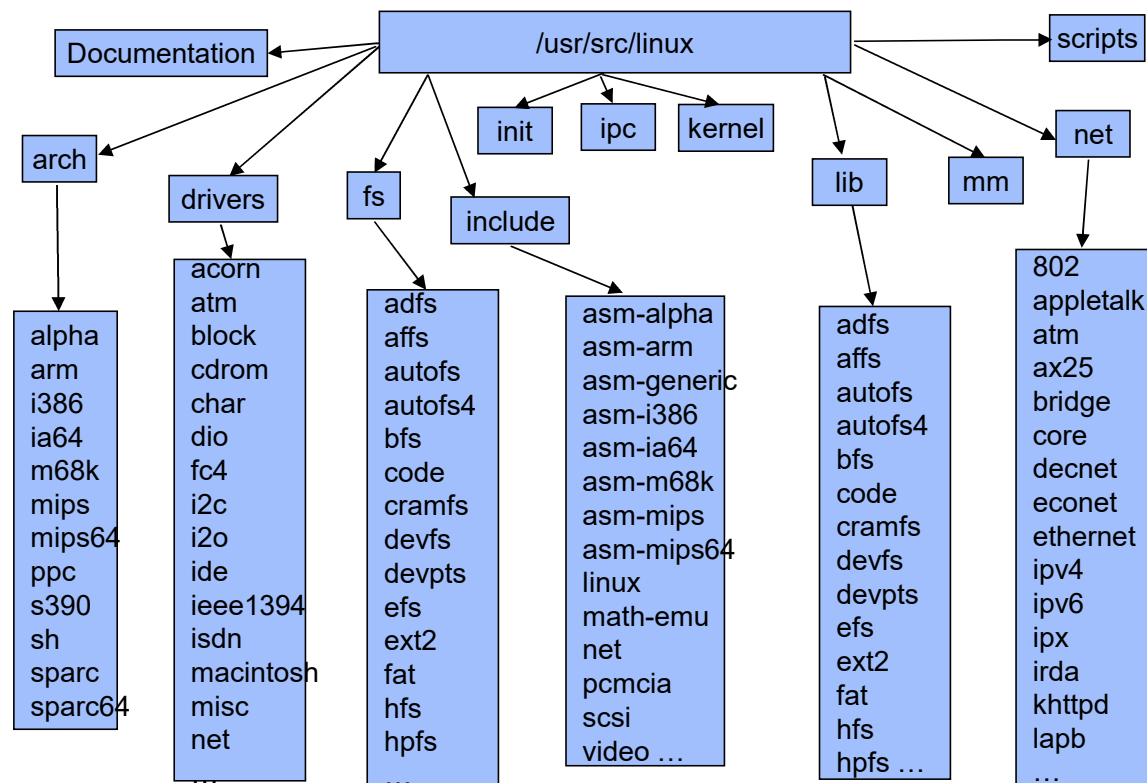 /usr/src/linux
Documentation
scripts
init
ipc
kernel
net
arch
drivers
fs
include
lib
mm
alpha
arm
i386
ia64
m68k
mips
mips64
ppc
s390
sh
sparc
sparc64
acorn
atm
block
cdrom
char
dio
fc4
i2c
i2o
ide
ieee1394
isdn
macintosh
misc
net
…
adfs
affs
autofs
autofs4
bfs
code
cramfs
devfs
devpts
efs
ext2
fat
hfs
hpfs
…
asm-alpha
asm-arm
asm-generic
asm-i386
asm-ia64
asm-m68k
asm-mips
asm-mips64
linux
math-emu
net
pcmcia
scsi
video …
adfs
affs
autofs
autofs4
bfs
code
cramfs
devfs
devpts
efs
ext2
fat
hfs
hpfs …
802
appletalk
atm
ax25
bridge
core
decnet
econet
ethernet
ipv4
ipv6
ipx
irda
khttpd
lapb
…